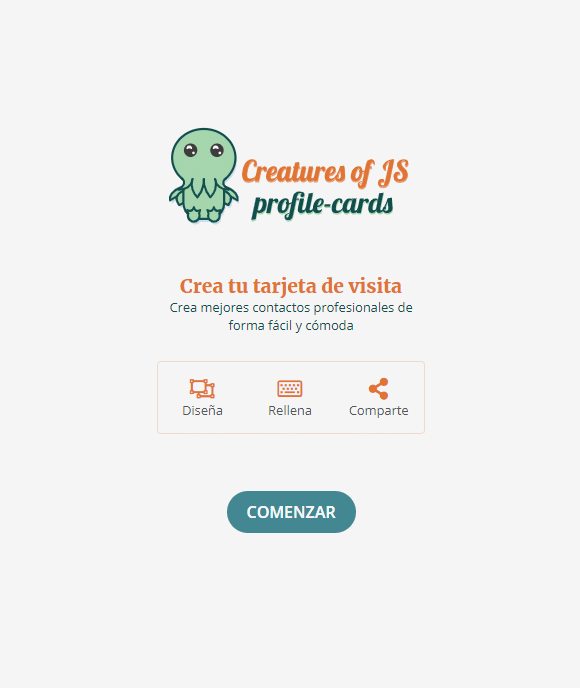 Creatures of JS
profile-cards
Crea tu tarjeta de visita
Crea mejores contactos profesionales de
forma fácil y cómoda
Diseña Rellena Comparte
COMENZAR